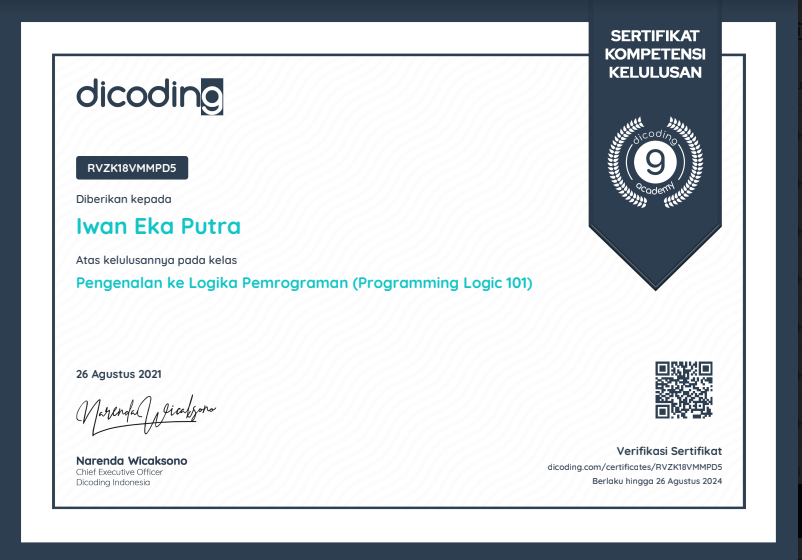 SERTIFIKAT
KOMPETENSI
KELULUSAN
dicoding
dicoding
g
academy
RVZK18VMMPD5
Diberikan kepada
Iwan Eka Putra
Atas kelulusannya pada kelas
Pengenalan ke Logika Pemrograman (Programming Logic 101)
26 Agustus 2021
Narenda Wicaksono
Narenda Wicaksono
Chief Executive Officer
Dicoding Indonesia
Verifikasi Sertifikat
dicoding.com/certificates/RVZK18VMMPD5
Berlaku hingga 26 Agustus 2024